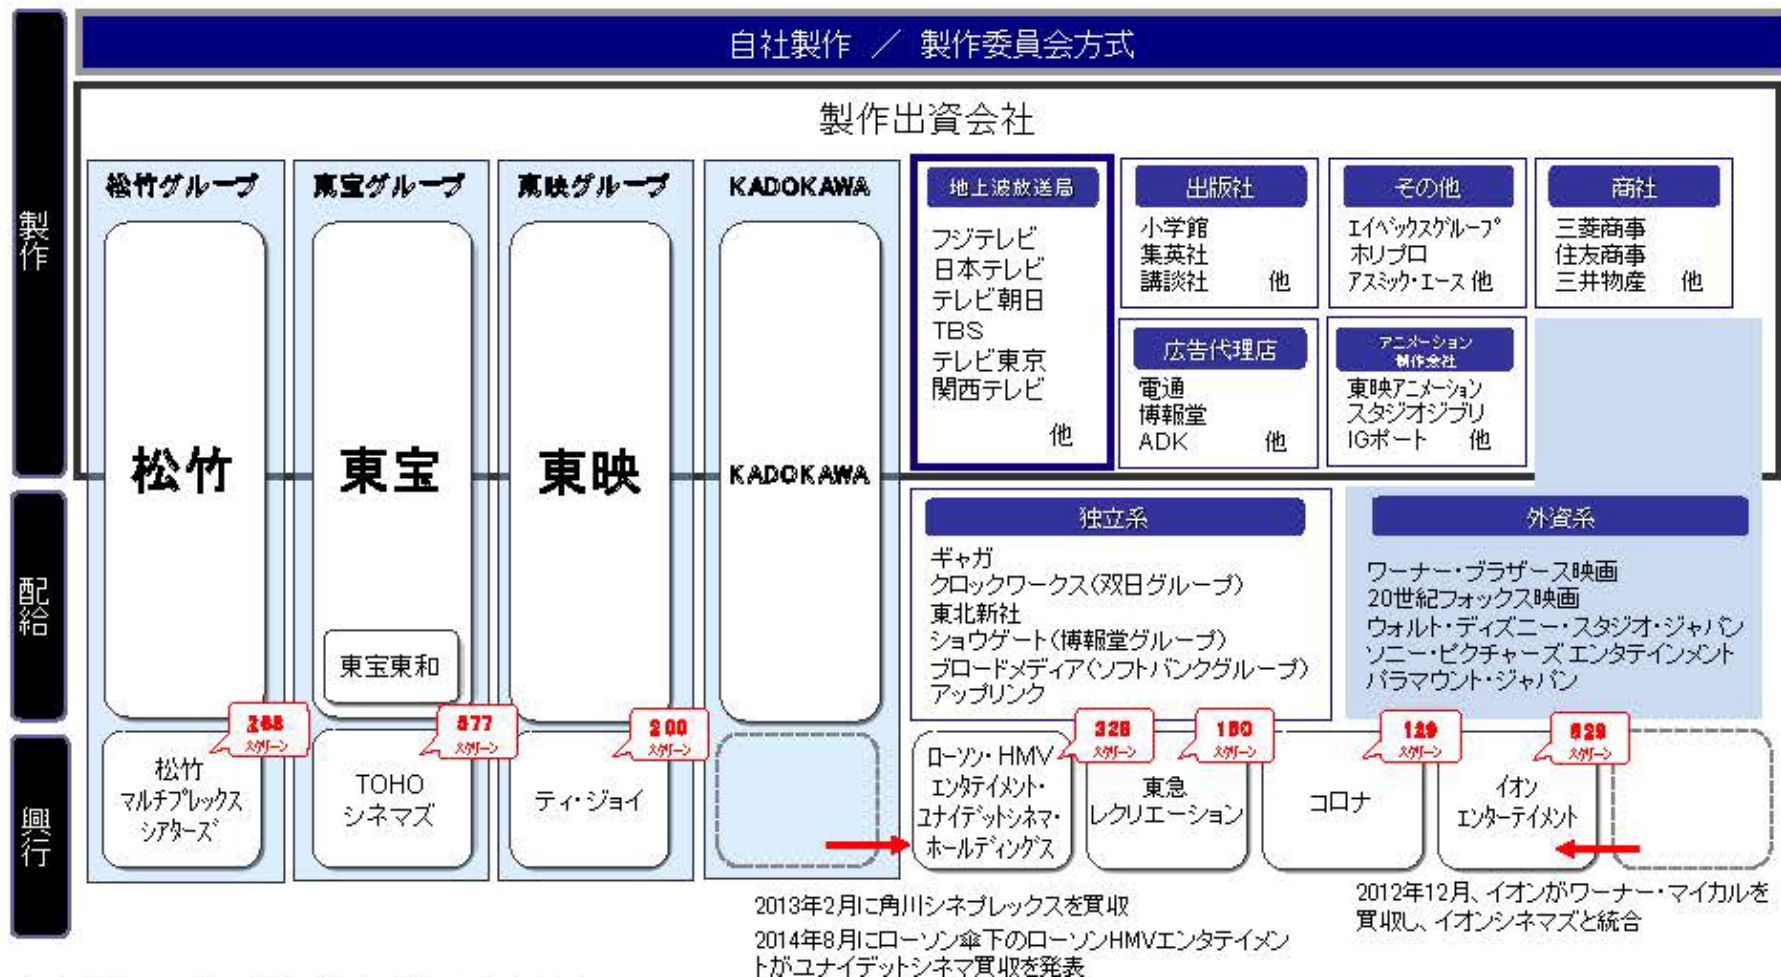 自社製作 ／ 製作委員会方式
製作出資会社
製作
配給
興行
松竹グループ
松竹
268
スクリーン
松竹
マルチプレックス
シアターズ
東宝グループ
東宝
東宝東和
スクリーン
TOHO
シネマズ
東映グループ
東映
200
スクリーン
ティ・ジョイ
KADOKAWA
KADOKAWA
地上波放送局
フジテレビ
日本テレビ
テレビ朝日
TBS
テレビ東京
関西テレビ
他
出版社
小学館
集英社
講談社 他
その他
エイベックスグループ
ホリプロ
アスミック・エース 他
商社
三菱商事
住友商事
三井物産 他
広告代理店
電通
博報堂
ADK 他
アニメーション
制作会社
東映アニメーション
スタジオジブリ
IGポート 他
独立系
ギャガ
クロックワークス(双日グループ)
東北新社
ショウゲート(博報堂グループ)
ブロードメディア(ソフトバンクグループ)
アップリンク
外資系
ワーナー・ブラザース映画
20世紀フォックス映画
ウォルト・ディズニー・スタジオ・ジャパン
ソニー・ピクチャーズ エンタテインメント
パラマウント・ジャパン
スクリーン
ローソン・HMV
エンタテイメント・
ユナイテッドシネマ・
ホールディングス
スクリーン
東急
レクリエーション
129
スクリーン
コロナ
スクリーン
イオン
エンターテイメント
2013年2月に角川シネプレックスを買収
2014年8月にローソン傘下のローソンHMVエンタテイメン
トがユナイテッドシネマ買収を発表
2012年12月、イオンがワーナー・マイカルを
買収し、イオンシネマズと統合